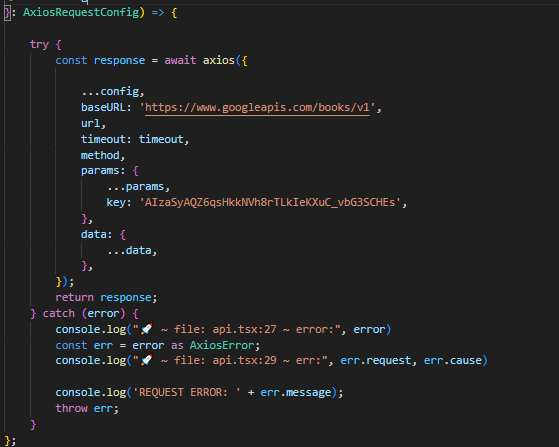 }: AxiosRequestConfig) => {
try {
const response = await axios({
...config,
baseURL: 'https://www.googleapis.com/books/v1',
url,
timeout: timeout,
method,
params: {
...params,
key: 'AIzaSyAQZ6qsHkkNVh8rTLkIeKXuC_vbG3SCHEs',
},
data: {
...data,
},
});
return response;
} catch (error) {
console.log("🚀 ~ file: api.tsx:27 ~ error:", error)
const err = error as AxiosError;
console.log("🚀 ~ file: api.tsx:29 ~ err:", err.request, err.cause)
console.log('REQUEST ERROR: ' + err.message);
throw err;
}
};